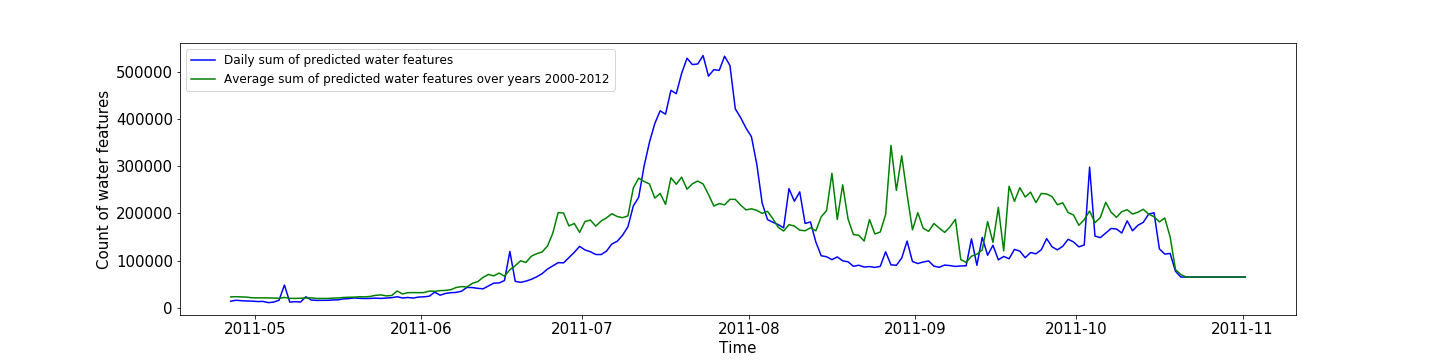 Daily sum of predicted water features
Average sum of predicted water features over years 2000-2012
500000
400000
300000
200000
100000
0
Count of water features
2011-05 2011-06 2011-07 2011-08 2011-09 2011-10 2011-11
Time